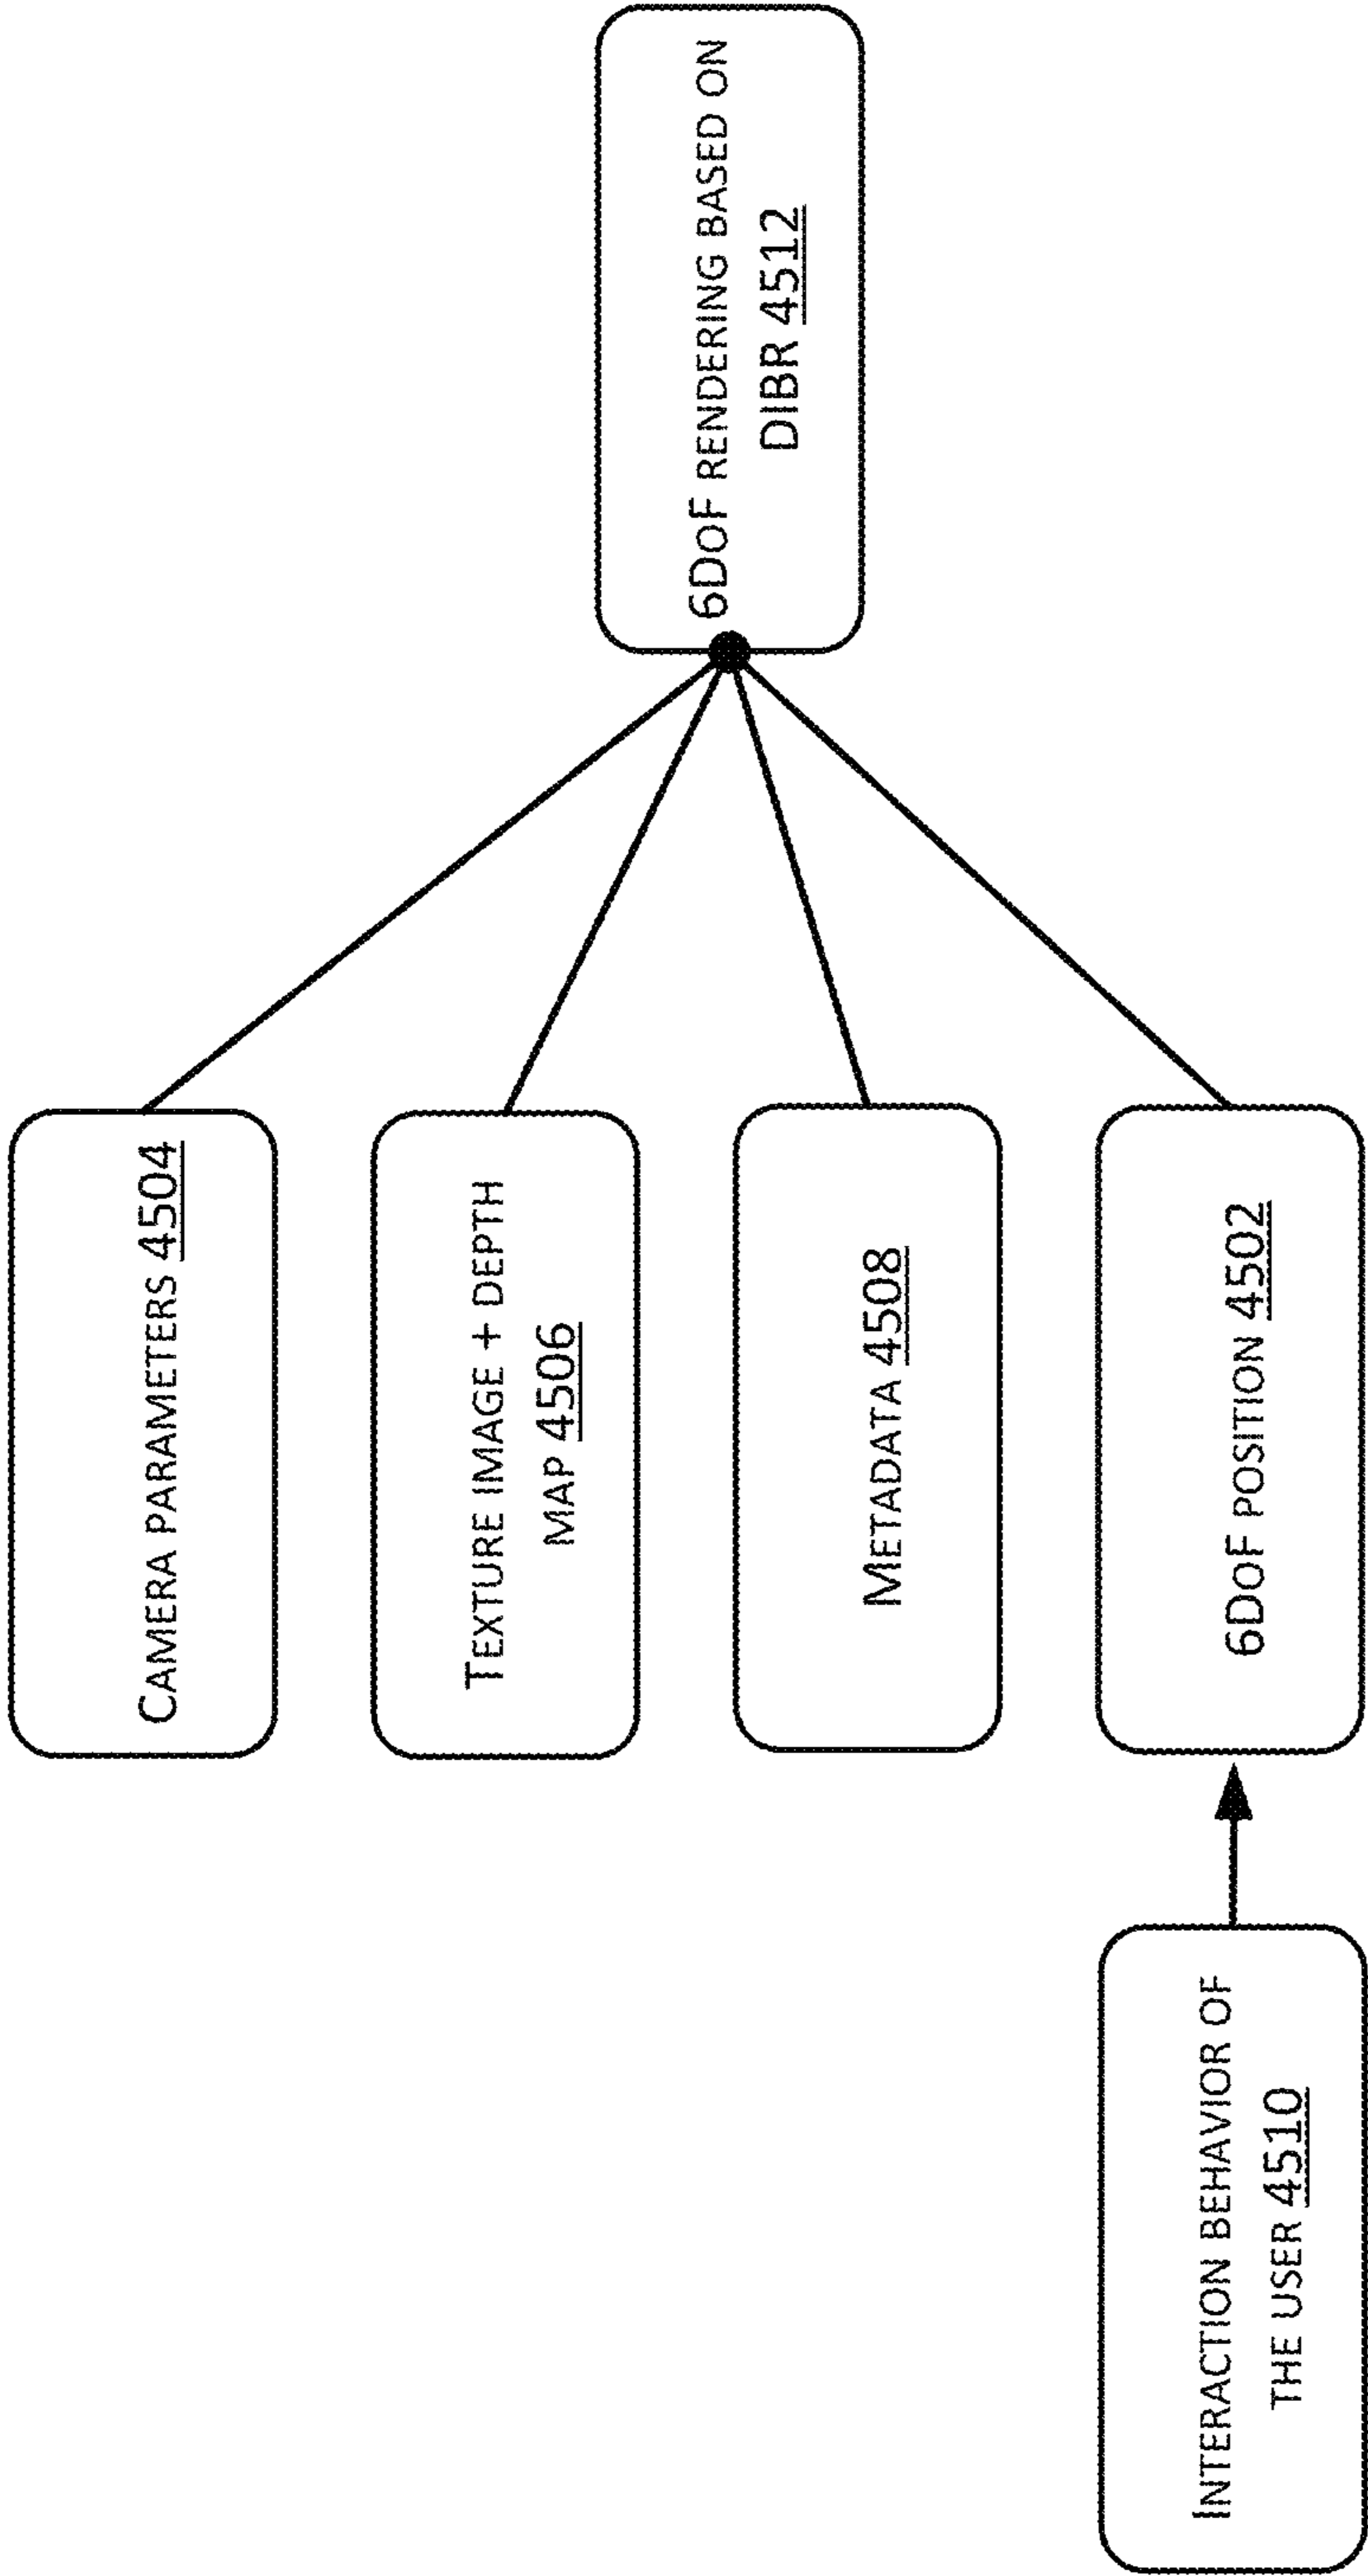 CAMERA PARAMETERS 4504
TEXTURE IMAGE + DEPTH
MAP 4506
METADATA 4508
INTERACTION BEHAVIOR OF
THE USER 4510
6DOF POSITION 4502
6DOF RENDERING BASED ON
DIBR 4512